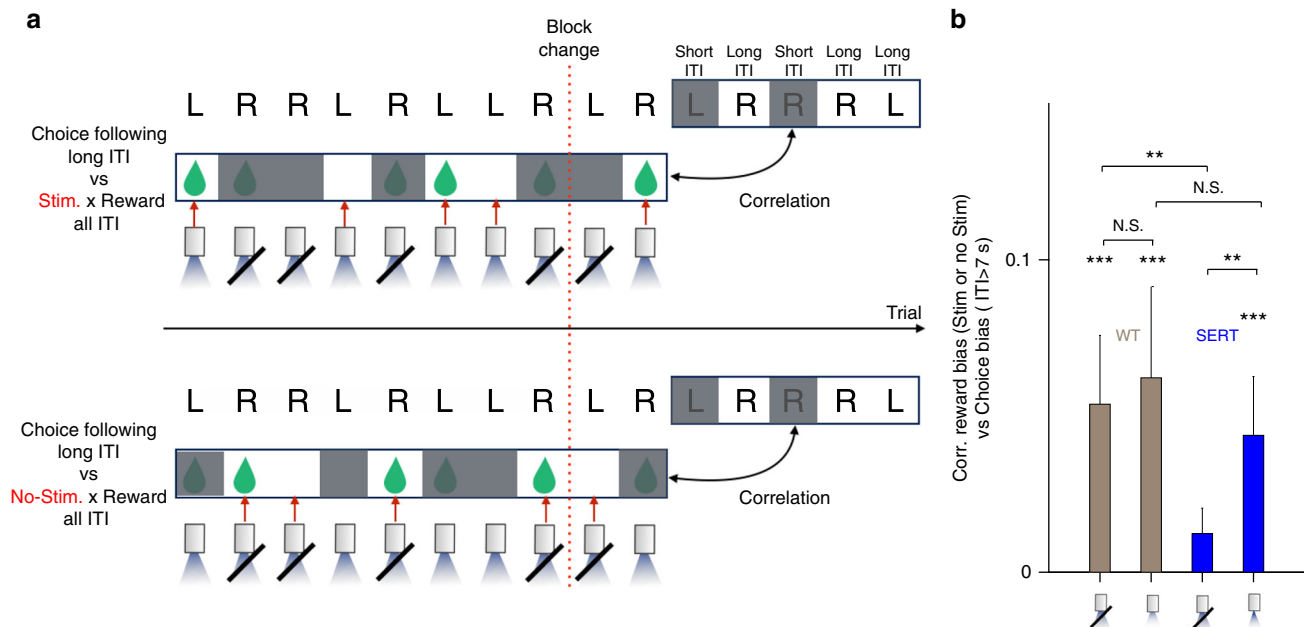 a
Block
change
Short ITI
Long ITI
Short ITI
Long ITI
Long ITI
L R R L R L L R L R L R R R L
Choice following
long ITI
vs
Stim. x Reward
all ITI
Correlation
Trial
L R R L R L L R L R L R R R L
Choice following
long ITI
vs
No-Stim. x Reward
all ITI
Correlation
b
Corr. reward bias (Stim or no Stim)
vs Choice bias ( ITI>7 s)
0.1
0
**
N.S.
N.S.
***
***
**
***
WT
SERT